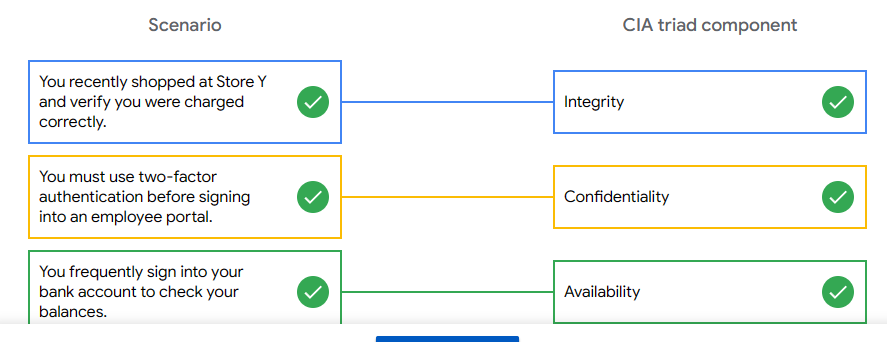 Scenario
CIA triad component
You recently shopped at Store Y
and verify you were charged
correctly.
Integrity
You must use two-factor
authentication before signing
into an employee portal.
Confidentiality
You frequently sign into your
bank account to check your
balances.
Availability